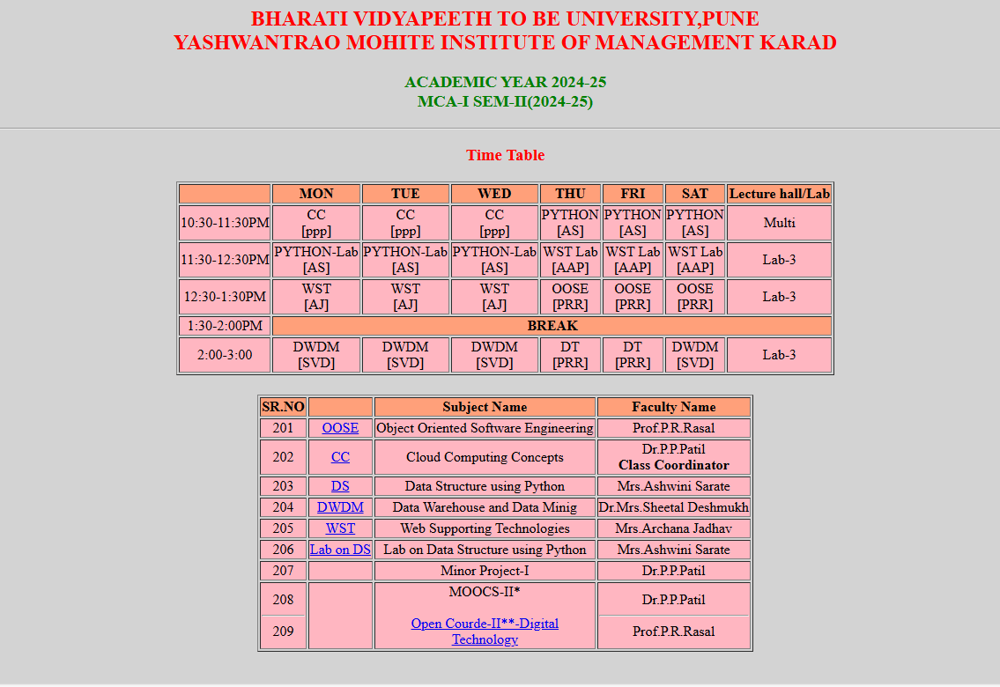 BHARATI VIDYAPEETH TO BE UNIVERSITY,PUNE
YASHWANTRAO MOHITE INSTITUTE OF MANAGEMENT KARAD
ACADEMIC YEAR 2024-25
MCA-I SEM-II(2024-25)
Time Table
MON TUE WED THU FRI SAT Lecture hall/Lab
10:30-11:30PM CC CC CC PYTHON PYTHON PYTHON Multi
[ppp] [ppp] [ppp] [AS] [AS] [AS]
11:30-12:30PM PYTHON-Lab PYTHON-Lab PYTHON-Lab WST Lab WST Lab WST Lab Lab-3
[AS] [AS] [AS] [AAP] [AAP] [AAP]
12:30-1:30PM WST WST WST OOSE OOSE OOSE Lab-3
[AJ] [AJ] [AJ] [PRR] [PRR] [PRR]
1:30-2:00PM BREAK
2:00-3:00 DWDM DWDM DWDM DT DT DWDM Lab-3
[SVD] [SVD] [SVD] [PRR] [PRR] [SVD]
SR.NO Subject Name Faculty Name
201 OOSE Object Oriented Software Engineering Prof.P.R.Rasal
202 CC Cloud Computing Concepts Dr.P.P.Patil
Class Coordinator
203 DS Data Structure using Python Mrs.Ashwini Sarate
204 DWDM Data Warehouse and Data Minig Dr.Mrs.Sheetal Deshmukh
205 WST Web Supporting Technologies Mrs.Archana Jadhav
206 Lab on DS Lab on Data Structure using Python Mrs.Ashwini Sarate
207 Minor Project-I Dr.P.P.Patil
208 MOOCS-II* Dr.P.P.Patil
209 Open Courde-II**-Digital Prof.P.R.Rasal
Technology